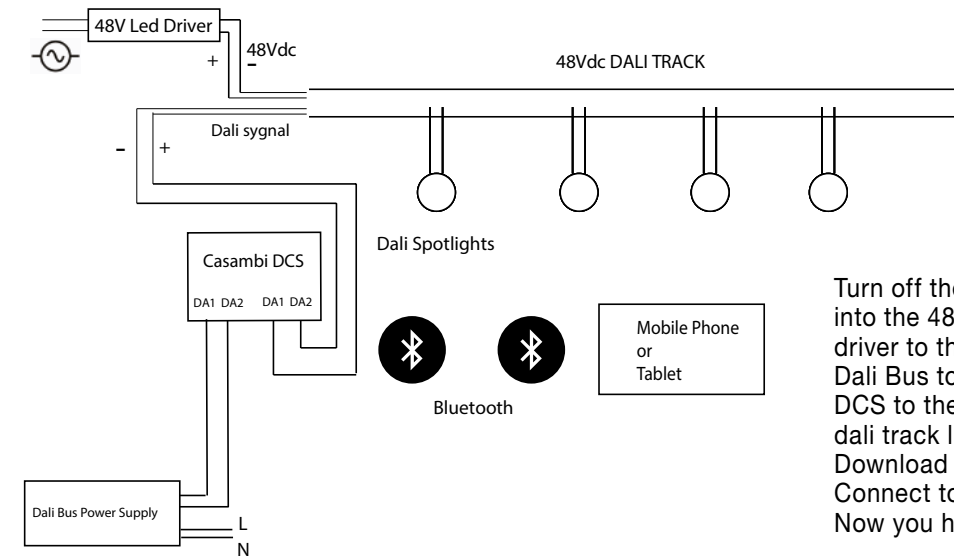 48V Led Driver
48Vdc
+
-
48Vdc DALI TRACK
Dali sygnal
-
+
Dali Spotlights
Casambi DCS
DA1 DA2 DA1 DA2
Mobile Phone
or
Tablet
Bluetooth
Dali Bus Power Supply
L
N
Turn off the
into the 48
driver to th
Dali Bus to
DCS to the
dali track l
Download
Connect to
Now you h